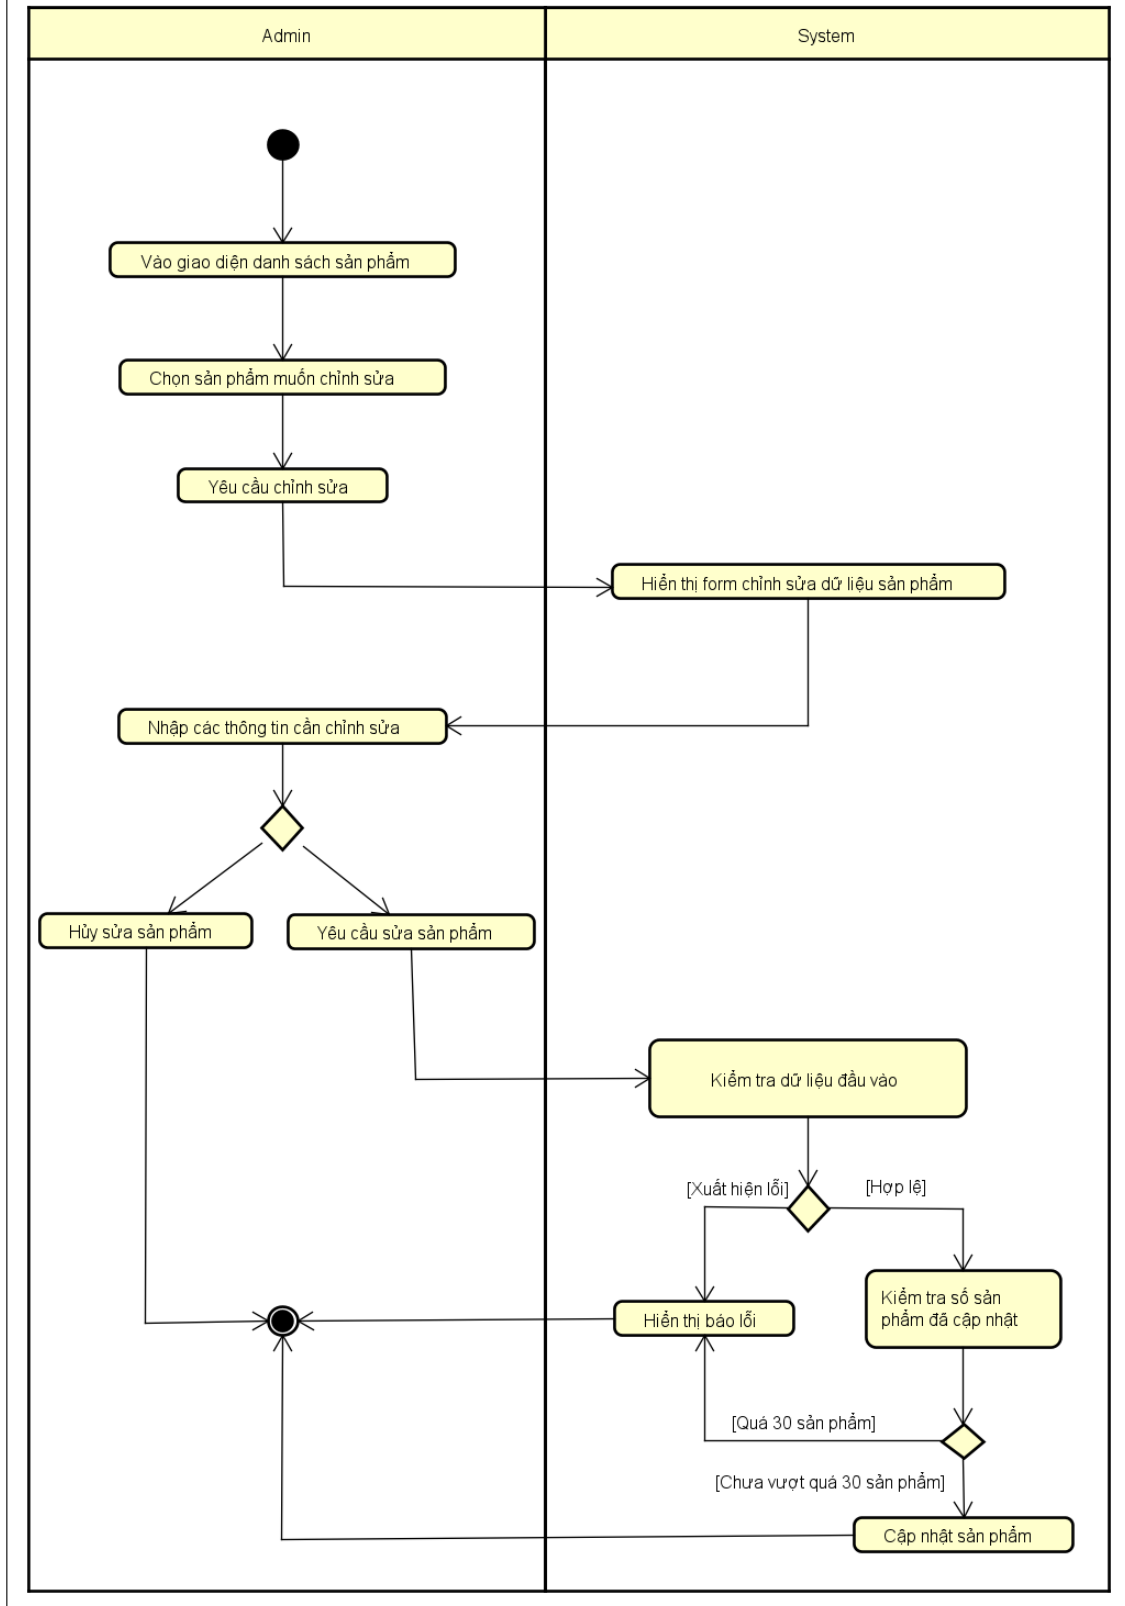 Admin
System
Vào giao diện danh sách sản phẩm
Chọn sản phẩm muốn chỉnh sửa
Yêu cầu chỉnh sửa
Hiển thị form chỉnh sửa dữ liệu sản phẩm
Nhập các thông tin cần chỉnh sửa
Hủy sửa sản phẩm
Yêu cầu sửa sản phẩm
Kiểm tra dữ liệu đầu vào
[Xuất hiện lỗi]
[Hợp lệ]
Kiểm tra số sản
phẩm đã cập nhật
Hiển thị báo lỗi
[Quá 30 sản phẩm]
[Chưa vượt quá 30 sản phẩm]
Cập nhật sản phẩm